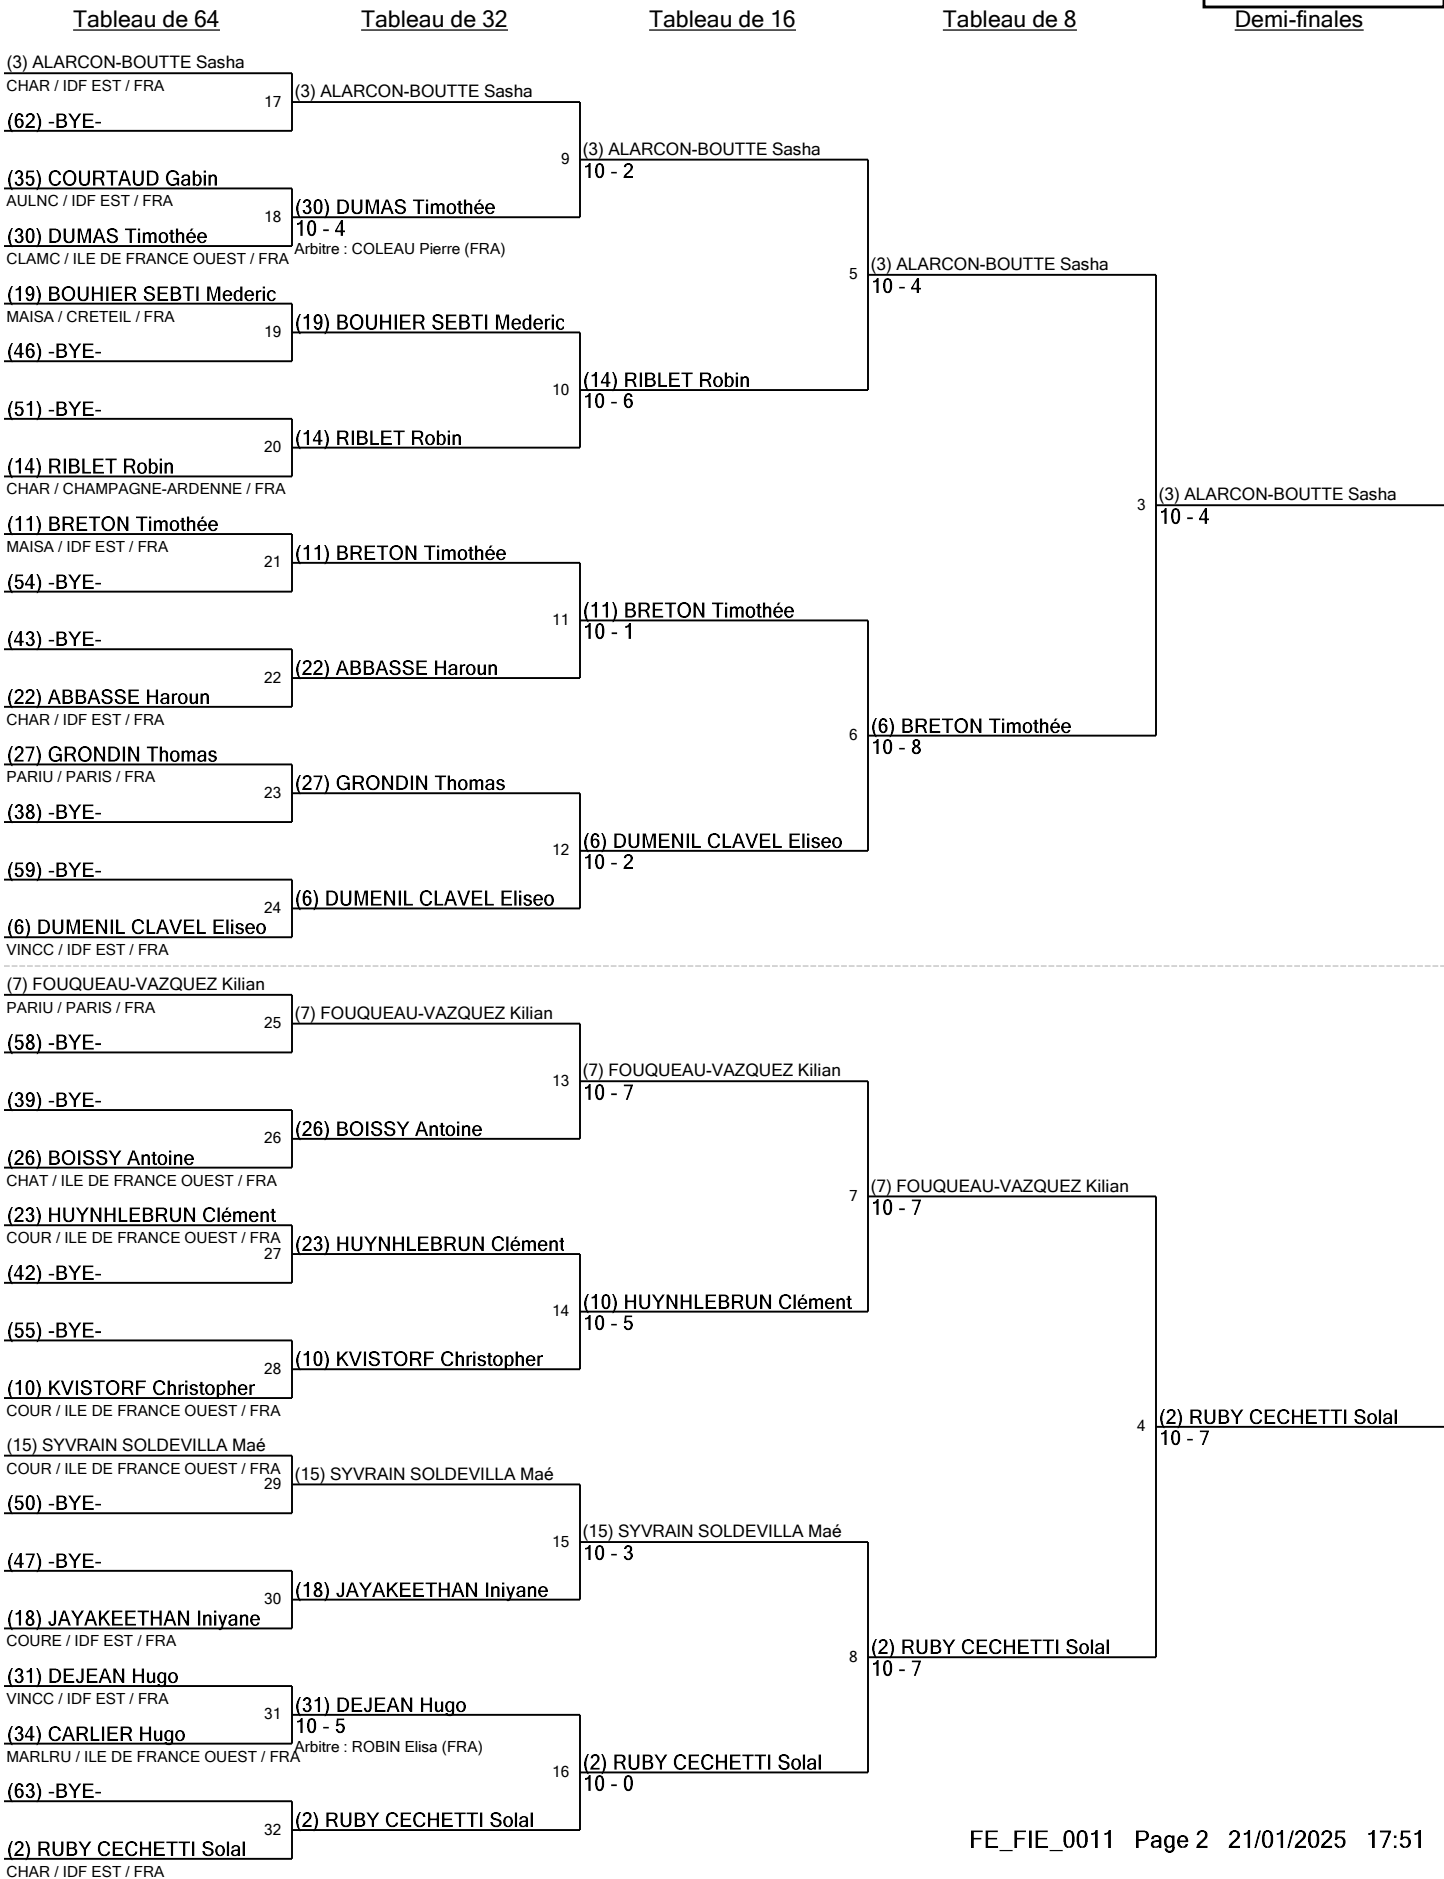 Tableau de 64
Tableau de 32
Tableau de 16
Tableau de 8
Demi-finales
(3) ALARCON-BOUTTE Sasha
CHAR / IDF EST / FRA
17
(62) -BYE-
(35) COURTAUD Gabin
AULNC / IDF EST / FRA
18
(30) DUMAS Timothée
CLAMC / ILE DE FRANCE OUEST / FRA
(19) BOUHIER SEBTI Mederic
MAISA / CRETEIL / FRA
19
(46) -BYE-
(51) -BYE-
20
(14) RIBLET Robin
CHAR / CHAMPAGNE-ARDENNE / FRA
(11) BRETON Timothée
MAISA / IDF EST / FRA
21
(54) -BYE-
(43) -BYE-
22
(22) ABBASSE Haroun
CHAR / IDF EST / FRA
(27) GRONDIN Thomas
PARIU / PARIS / FRA
23
(38) -BYE-
(59) -BYE-
24
(6) DUMENIL CLAVEL Eliseo
VINCC / IDF EST / FRA
(7) FOUQUEAU-VAZQUEZ Kilian
PARIU / PARIS / FRA
25
(58) -BYE-
(39) -BYE-
26
(26) BOISSY Antoine
CHAT / ILE DE FRANCE OUEST / FRA
(23) HUYNHLEBRUN Clément
COUR / ILE DE FRANCE OUEST / FRA
27
(42) -BYE-
(55) -BYE-
28
(10) KVISTORF Christopher
COUR / ILE DE FRANCE OUEST / FRA
(15) SYVRAIN SOLDEVILLA Maé
COUR / ILE DE FRANCE OUEST / FRA
29
(50) -BYE-
(47) -BYE-
30
(18) JAYAKEETHAN Iniyane
COURE / IDF EST / FRA
(31) DEJEAN Hugo
VINCC / IDF EST / FRA
31
(34) CARLIER Hugo
MARLRU / ILE DE FRANCE OUEST / FRA
(63) -BYE-
32
(2) RUBY CECHETTI Solal
CHAR / IDF EST / FRA
(3) ALARCON-BOUTTE Sasha
9
(30) DUMAS Timothée
10 - 4
Arbitre : COLEAU Pierre (FRA)
(19) BOUHIER SEBTI Mederic
10
(14) RIBLET Robin
(11) BRETON Timothée
11
(22) ABBASSE Haroun
(27) GRONDIN Thomas
12
(6) DUMENIL CLAVEL Eliseo
(7) FOUQUEAU-VAZQUEZ Kilian
13
(26) BOISSY Antoine
(23) HUYNHLEBRUN Clément
14
(10) KVISTORF Christopher
(15) SYVRAIN SOLDEVILLA Maé
15
(18) JAYAKEETHAN Iniyane
(31) DEJEAN Hugo
10 - 5
Arbitre : ROBIN Elisa (FRA)
16
(2) RUBY CECHETTI Solal
(3) ALARCON-BOUTTE Sasha
10 - 2
5
(14) RIBLET Robin
10 - 6
(11) BRETON Timothée
10 - 1
6
(6) DUMENIL CLAVEL Eliseo
10 - 2
(7) FOUQUEAU-VAZQUEZ Kilian
10 - 7
7
(10) HUYNHLEBRUN Clément
10 - 5
(15) SYVRAIN SOLDEVILLA Maé
10 - 3
8
(2) RUBY CECHETTI Solal
10 - 0
(3) ALARCON-BOUTTE Sasha
10 - 4
3
(6) BRETON Timothée
10 - 8
(7) FOUQUEAU-VAZQUEZ Kilian
10 - 7
4
(2) RUBY CECHETTI Solal
10 - 7
(3) ALARCON-BOUTTE Sasha
10 - 4
(2) RUBY CECHETTI Solal
10 - 7
FE_FIE_0011 Page 2 21/01/2025 17:51